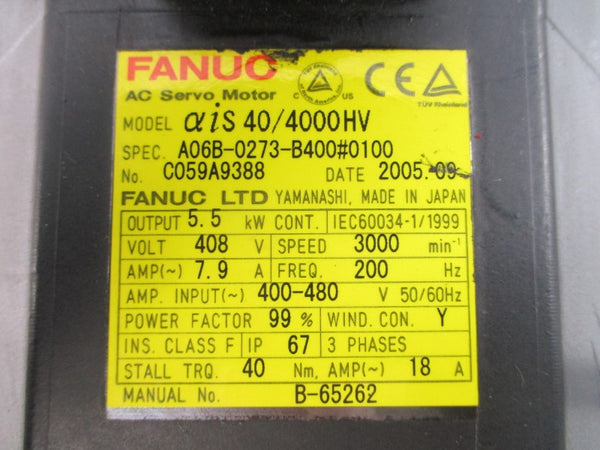 FANUC
AC Servo Motor C US TÜV Rheinland
MODEL αiS 40/4000HV
SPEC. A06B-0273-B400#0100
No. C059A9388 DATE 2005.09
FANUC LTD YAMANASHI, MADE IN JAPAN
OUTPUT 5.5 kW CONT. IEC60034-1/1999
VOLT 408 V SPEED 3000 min⁻¹
AMP(~) 7.9 A FREQ. 200 Hz
AMP. INPUT(~) 400-480 V 50/60Hz
POWER FACTOR 99 % WIND. CON. Y
INS. CLASS F IP 67 3 PHASES
STALL TRQ. 40 Nm, AMP(~) 18 A
MANUAL No. B-65262